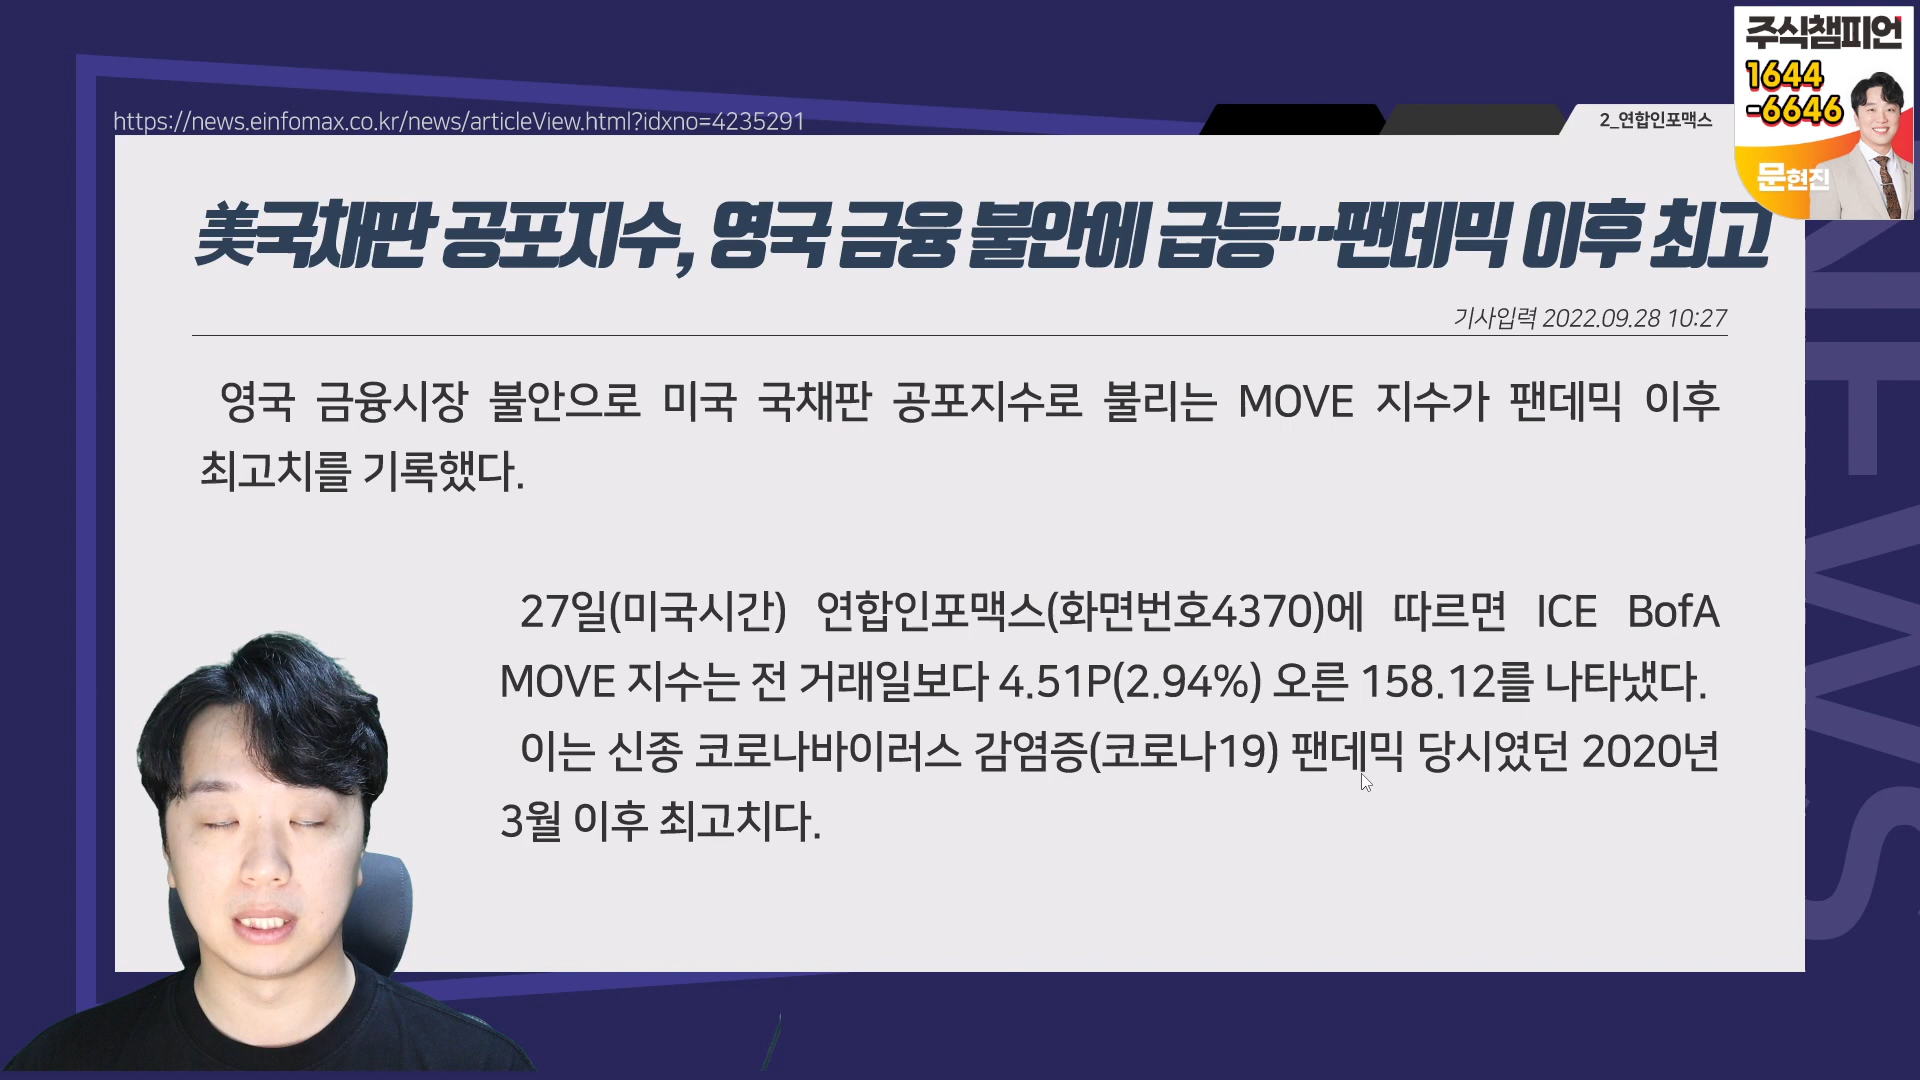 주식챔피언
1644
-6646
문현진
https://news.einfomax.co.kr/news/articleView.html?idxno=4235291
2_연합인포맥스
美국채판 공포지수, 영국 금융 불안에 급등…팬데믹 이후 최고
기사입력 2022.09.28 10:27
영국 금융시장 불안으로 미국 국채판 공포지수로 불리는 MOVE 지수가 팬데믹 이후
최고치를 기록했다.
27일(미국시간) 연합인포맥스(화면번호4370)에 따르면 ICE BofA
MOVE 지수는 전 거래일보다 4.51P(2.94%) 오른 158.12를 나타냈다.
이는 신종 코로나바이러스 감염증(코로나19) 팬데믹 당시였던 2020년
3월 이후 최고치다.
NEWS